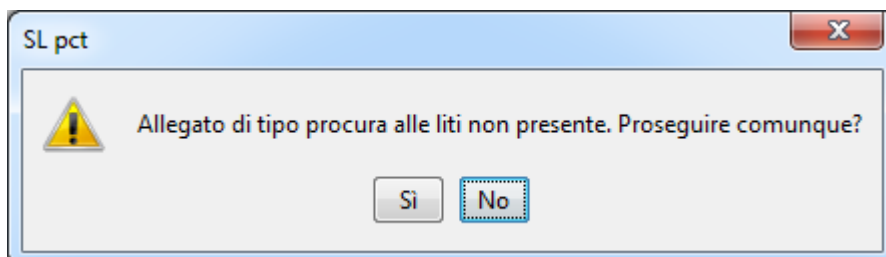 SL pct
Allegato di tipo procura alle liti non presente. Proseguire comunque?
Sì No